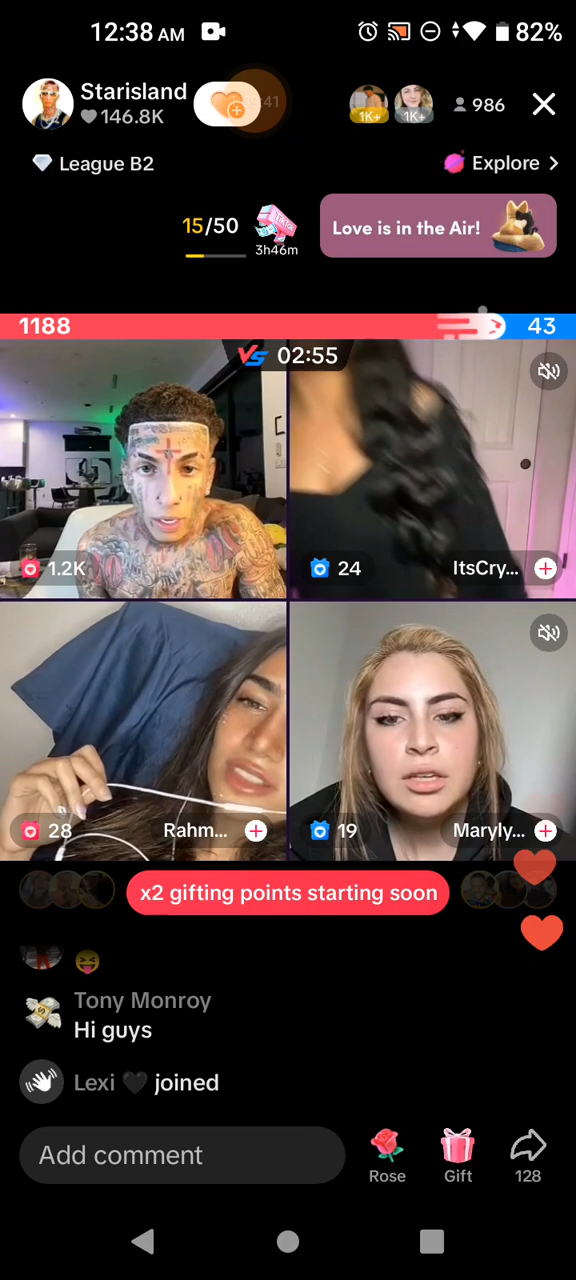 12:38 AM
82%
Starisland
146.8K
1K+
1K+
986
League B2
Explore
15/50
3h46m
Love is in the Air!
1188
43
VS 02:55
1.2K
24
ItsCry...
28
Rahm...
19
Maryly...
x2 gifting points starting soon
Tony Monroy
Hi guys
Lexi 🖤 joined
Add comment
Rose
Gift
128